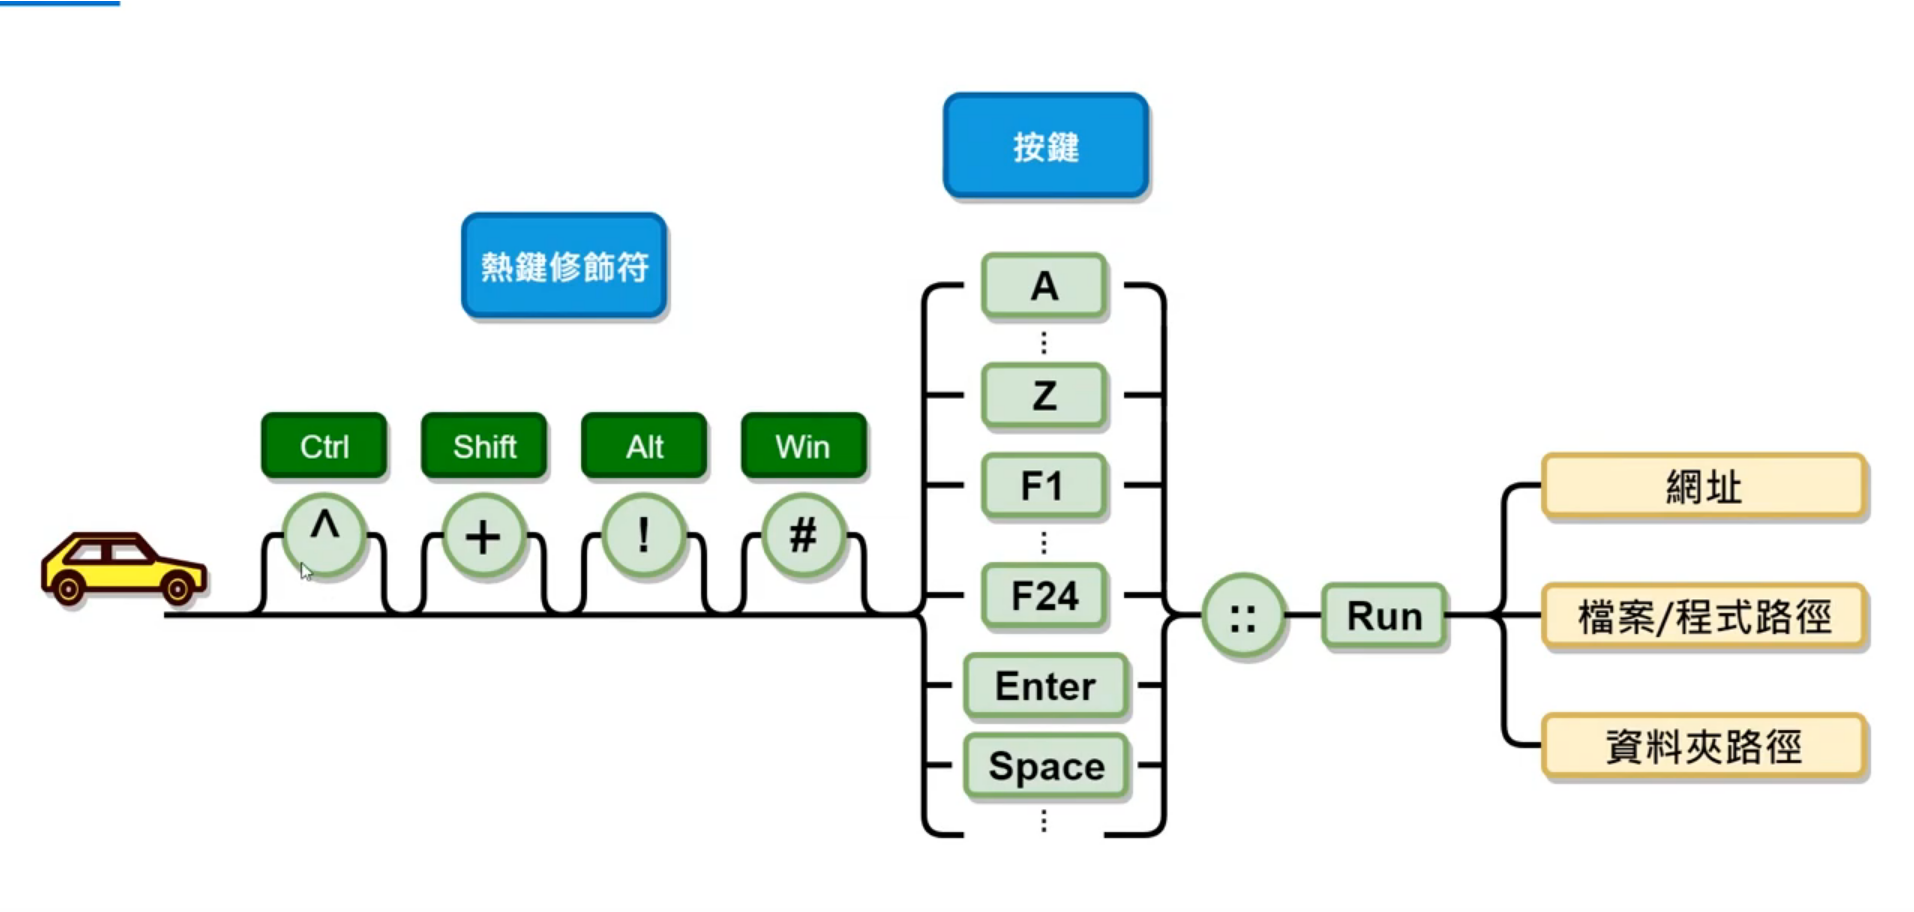 按鍵
熱鍵修飾符
Ctrl
Shift
Alt
Win
^
+
!
#
A
⋮
Z
F1
⋮
F24
Enter
Space
⋮
::
Run
網址
檔案/程式路徑
資料夾路徑